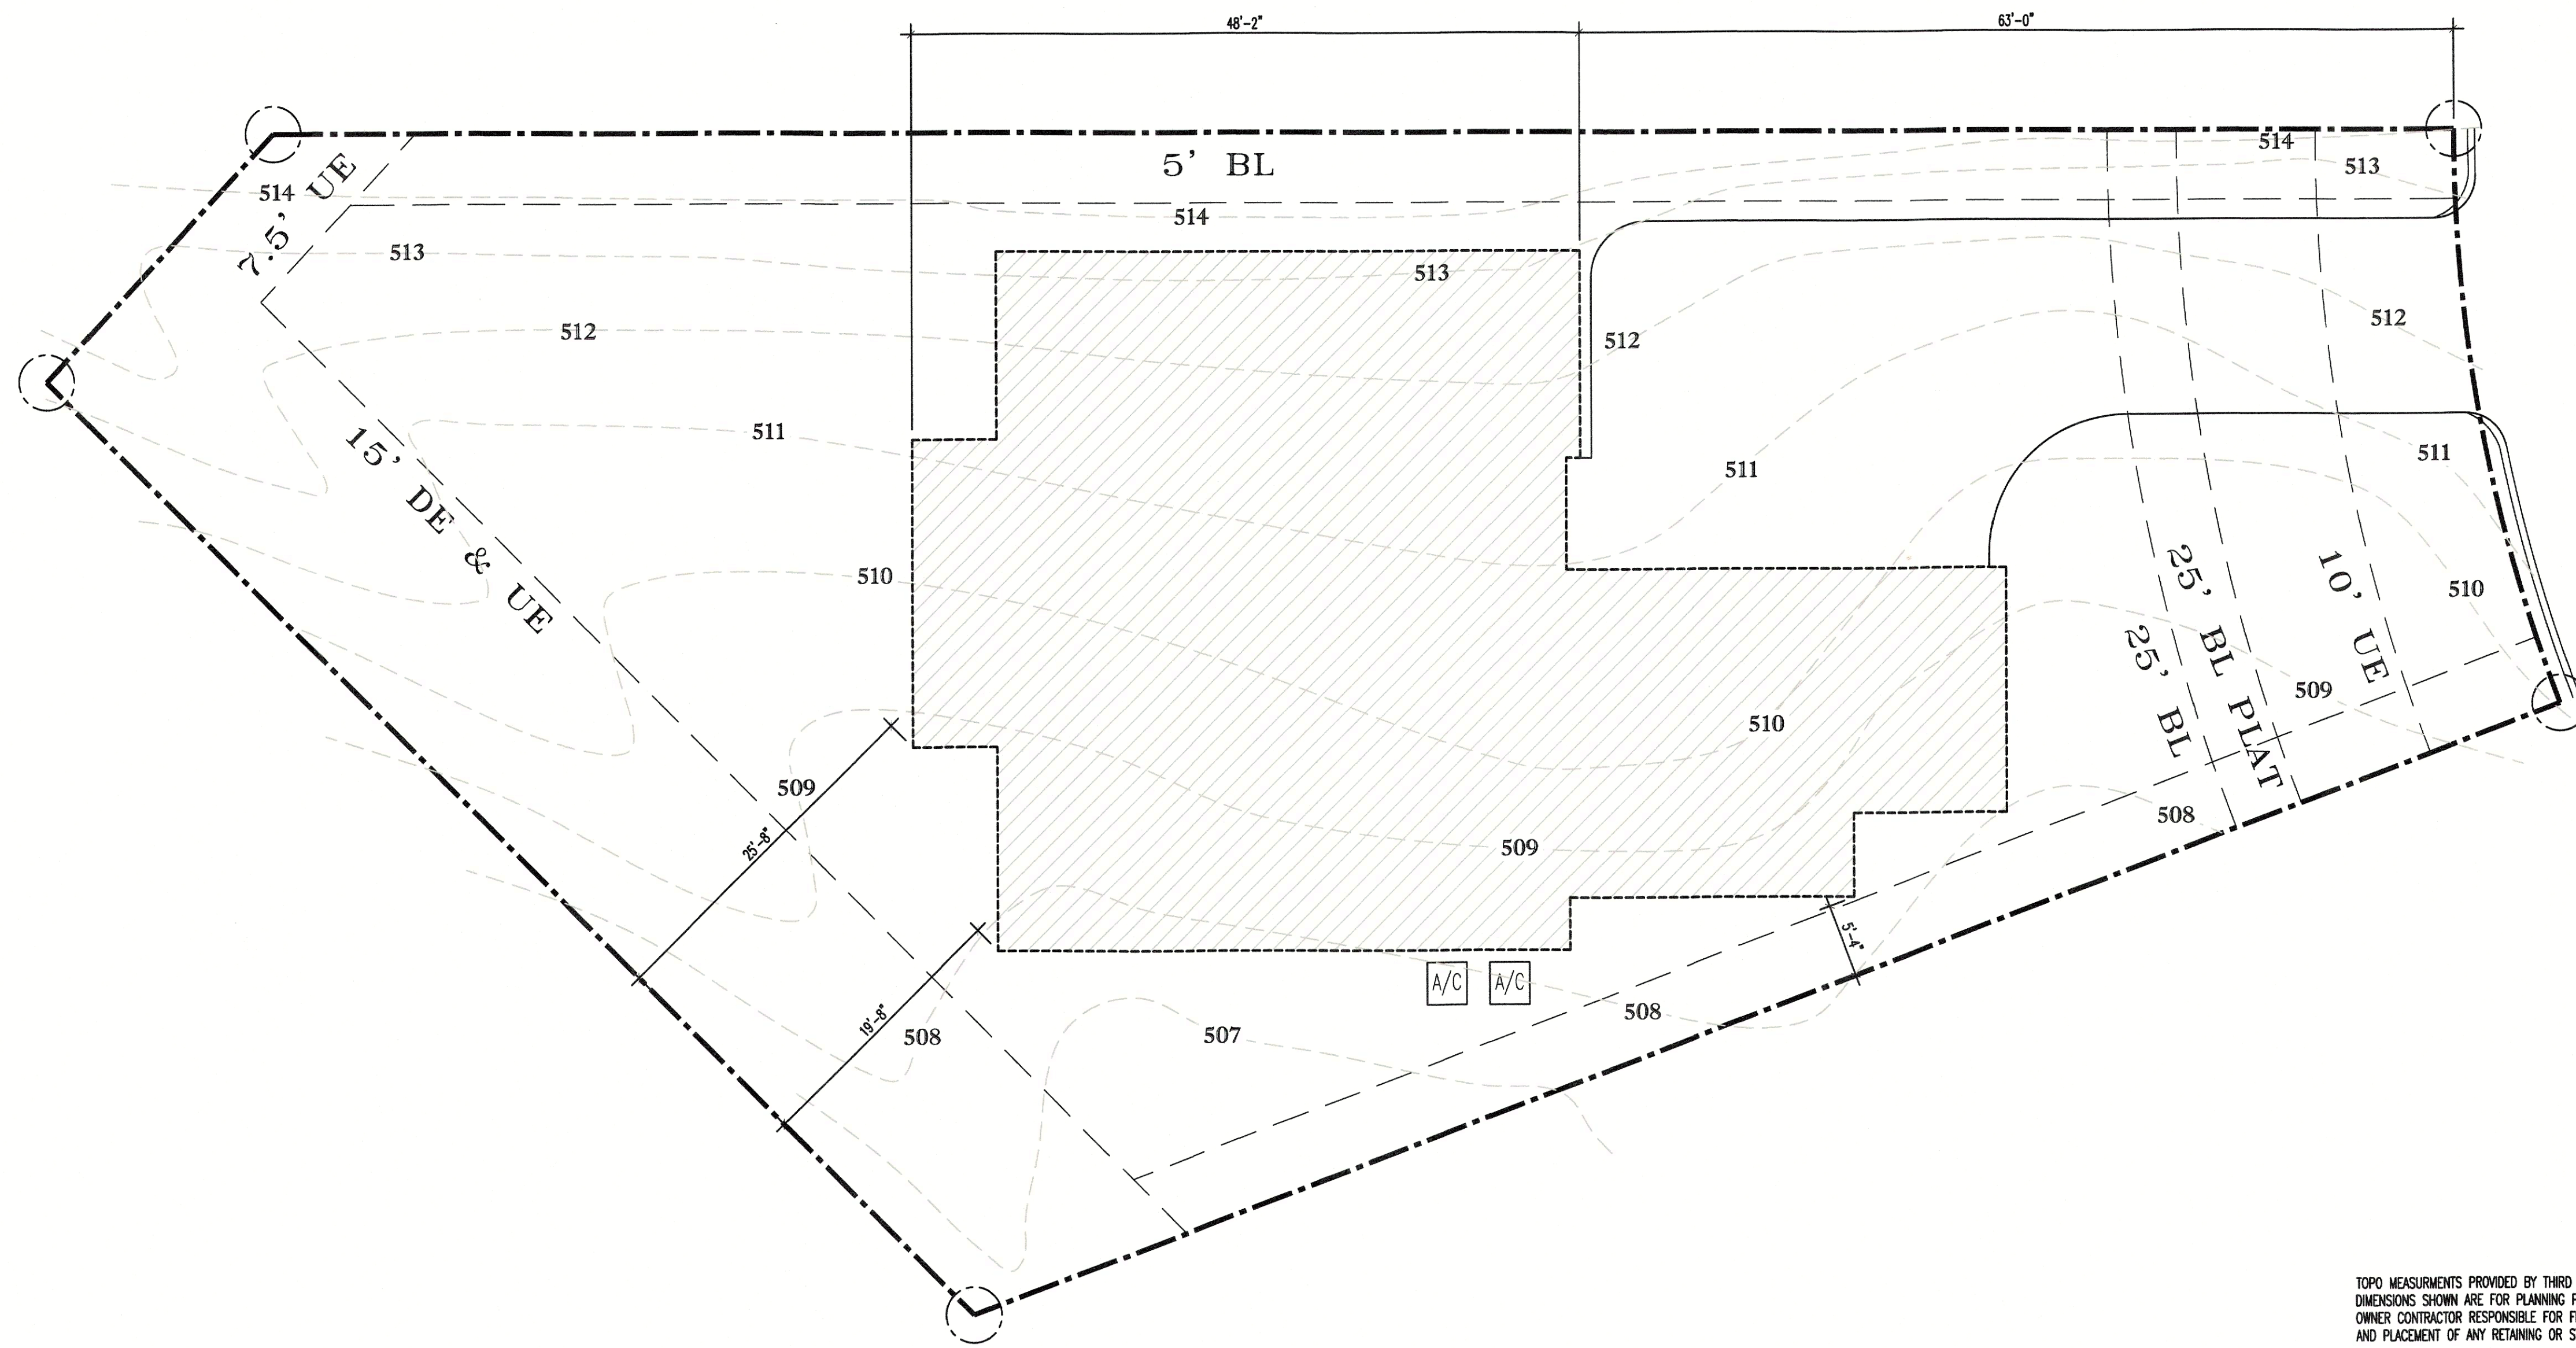 48'-2"
63'-0"
514
5' BL
513
514
7.5' UE
514
513
513
512
512
512
511
511
511
15' DE & UE
510
510
25' BL PLAT
10' UE
25' BL
509
510
509
25'-8"
508
509
5'-4"
A/C
A/C
508
19'-8"
508
507
TOPO MEASURMENTS PROVIDED BY THIRD
DIMENSIONS SHOWN ARE FOR PLANNING
OWNER CONTRACTOR RESPONSIBLE FOR
AND PLACEMENT OF ANY RETAINING OR